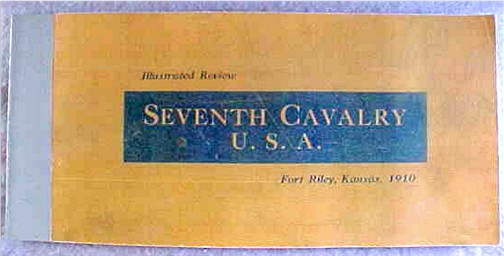 Illustrated Review
SEVENTH CAVALRY
U. S. A.
Fort Riley, Kansas, 1910